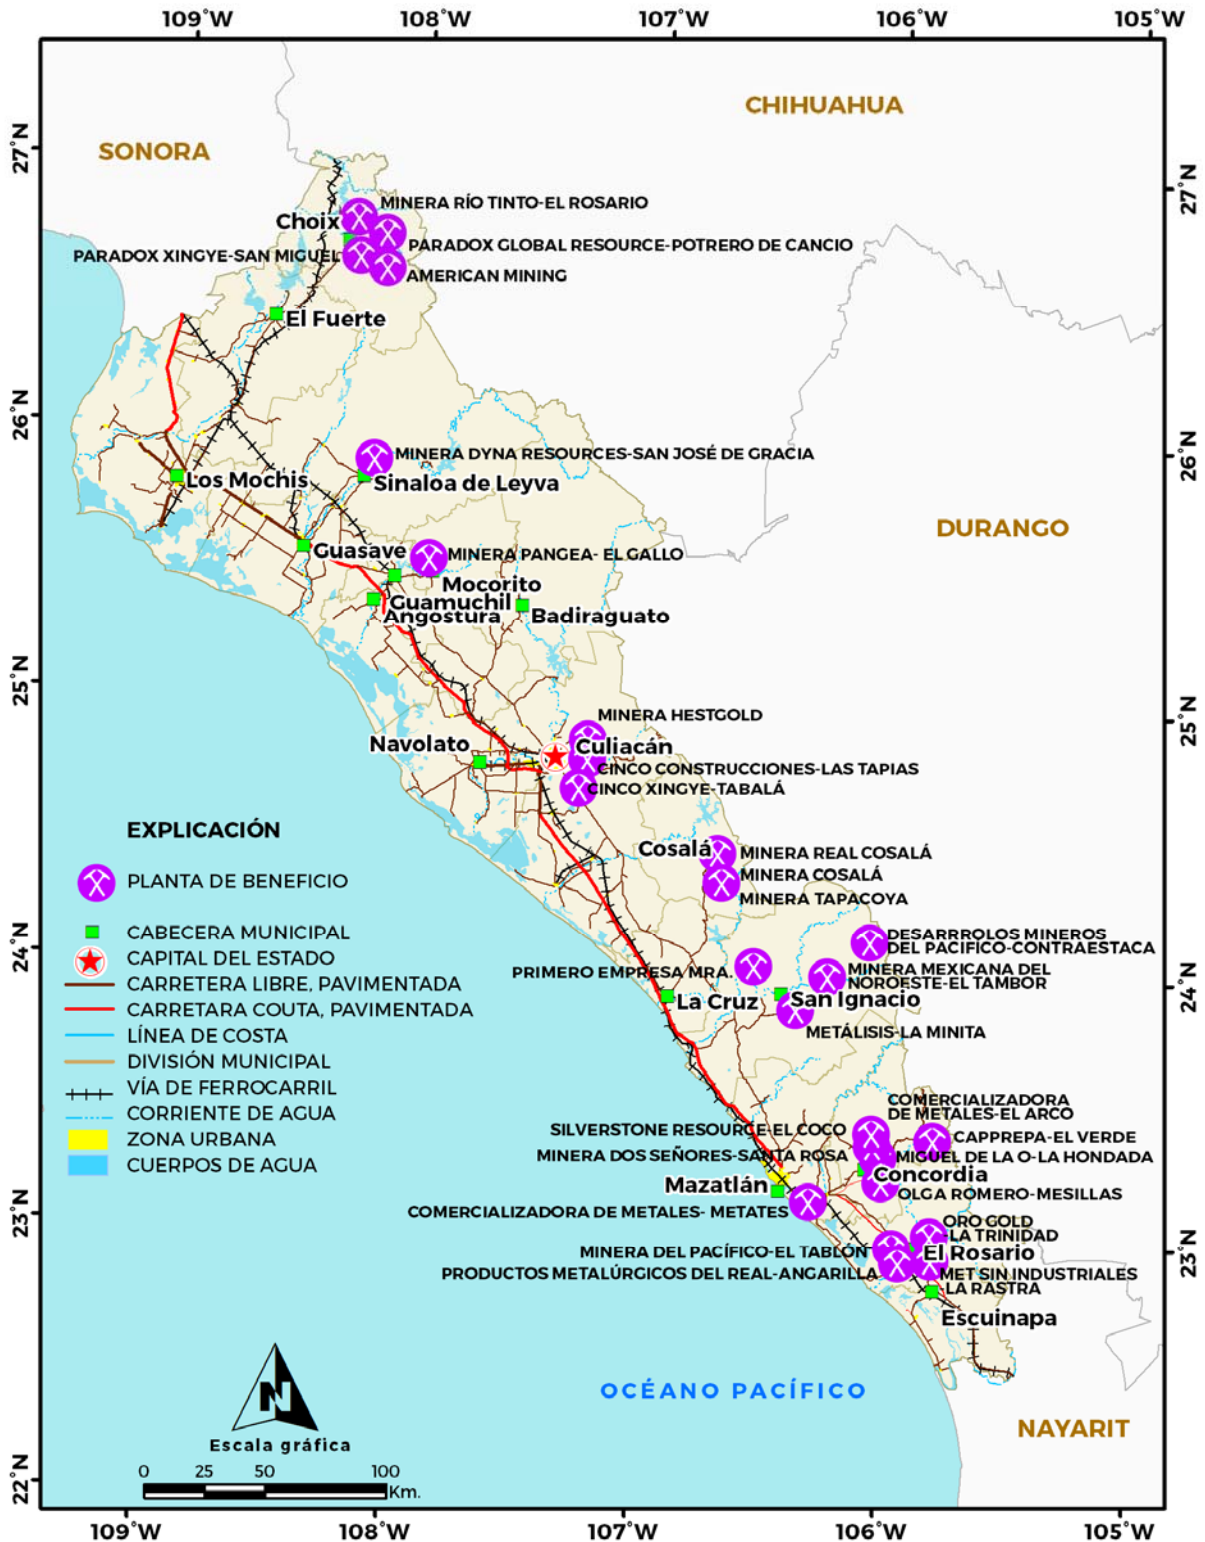 109°W 108°W 107°W 106°W 105°W
CHIHUAHUA
SONORA
27°N
27°N
MINERA RÍO TINTO-EL ROSARIO
Choix
PARADOX GLOBAL RESOURCE-POTRERO DE CANCIO
PARADOX XINGYE-SAN MIGUEL
AMERICAN MINING
El Fuerte
26°N
26°N
MINERA DYNA RESOURCES-SAN JOSÉ DE GRACIA
Los Mochis
Sinaloa de Leyva
DURANGO
Guasave
MINERA PANGEA- EL GALLO
Mocorito
Guamuchil
Angostura
Badiraguato
25°N
25°N
MINERA HESTGOLD
Navolato
Culiacán
CINCO CONSTRUCCIONES-LAS TAPIAS
CINCO XINGYE-TABALÁ
Cosalá
MINERA REAL COSALÁ
MINERA COSALÁ
MINERA TAPACOYA
24°N
24°N
DESARRROLOS MINEROS
DEL PACIFICO-CONTRAESTACA
PRIMERO EMPRESA MRA.
MINERA MEXICANA DEL
NOROESTE-EL TAMBOR
La Cruz
San Ignacio
METÁLISIS-LA MINITA
EXPLICACIÓN
PLANTA DE BENEFICIO
CABECERA MUNICIPAL
CAPITAL DEL ESTADO
CARRETERA LIBRE, PAVIMENTADA
CARRETARA COUTA, PAVIMENTADA
LÍNEA DE COSTA
DIVISIÓN MUNICIPAL
VÍA DE FERROCARRIL
CORRIENTE DE AGUA
ZONA URBANA
CUERPOS DE AGUA
COMERCIALIZADORA
DE METALES-EL ARCO
SILVERSTONE RESOURCE-EL COCO
CAPPREPA-EL VERDE
MINERA DOS SEÑORES-SANTA ROSA
MIGUEL DE LA O-LA HONDADA
Concordia
Mazatlán
OLGA ROMERO-MESILLAS
COMERCIALIZADORA DE METALES- METATES
23°N
23°N
ORO GOLD
-LA TRINIDAD
MINERA DEL PACÍFICO-EL TABLÓN
El Rosario
PRODUCTOS METALÚRGICOS DEL REAL-ANGARILLA
MET SIN INDUSTRIALES
-LA RASTRA
Escuinapa
OCÉANO PACÍFICO
NAYARIT
N
Escala gráfica
0 25 50 100
Km.
22°N
109°W 108°W 107°W 106°W 105°W